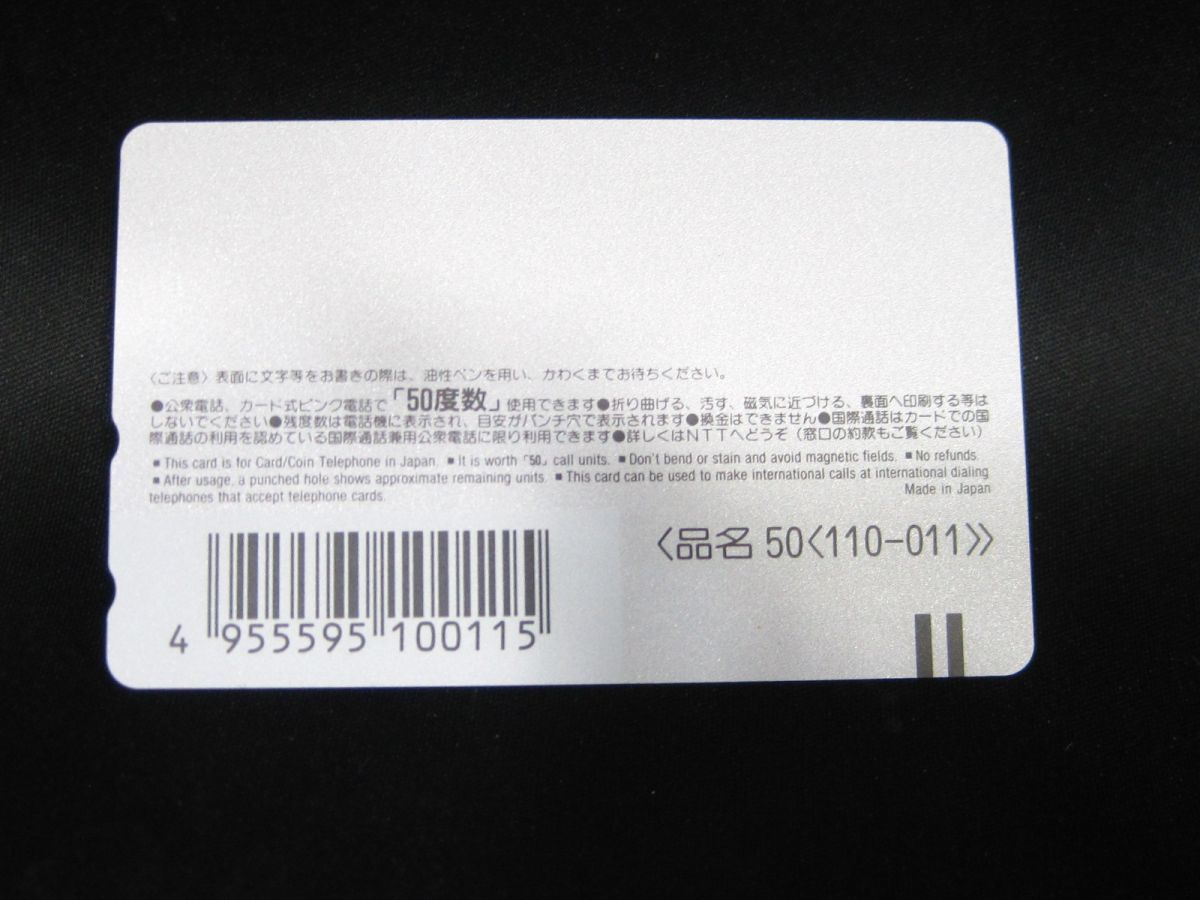 〈ご注意〉表面に文字等をお書きの際は、油性ペンを用い、かわくまでお待ちください。
●公衆電話、カード式ピンク電話で「50度数」使用できます●折り曲げる、汚す、磁気に近づける、裏面へ印刷する等は
しないでください●残度数は電話機に表示され、目安がパンチ穴で表示されます●換金はできません●国際通話はカードでの国
際通話の利用を認めている国際通話兼用公衆電話に限り利用できます●詳しくはNTTへどうぞ（窓口の約款もご覧ください）
■This card is for Card/Coin Telephone in Japan. ■It is worth「50」call units. ■Don't bend or stain and avoid magnetic fields. ■No refunds.
■After usage, a punched hole shows approximate remaining units. ■This card can be used to make international calls at international dialing
telephones that accept telephone cards.
Made in Japan
〈品名 50〈110-011〉〉
4 955595 100115